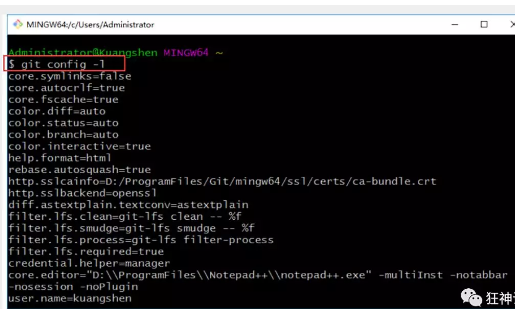 MINGW64:/c/Users/Administrator
Administrator@Kuangshen MINGW64 ~
$ git config -l
core.symlinks=false
core.autocrlf=true
core.fscache=true
color.diff=auto
color.status=auto
color.branch=auto
color.interactive=true
help.format=html
rebase.autosquash=true
http.sslcainfo=D:/ProgramFiles/Git/mingw64/ssl/certs/ca-bundle.crt
http.sslbackend=openssl
diff.astextplain.textconv=astextplain
filter.lfs.clean=git-lfs clean -- %f
filter.lfs.smudge=git-lfs smudge -- %f
filter.lfs.process=git-lfs filter-process
filter.lfs.required=true
credential.helper=manager
core.editor="D:\\ProgramFiles\\Notepad++\\notepad++.exe" -multiInst -notabbar
-nosession -noPlugin
user.name=kuangshen
狂神